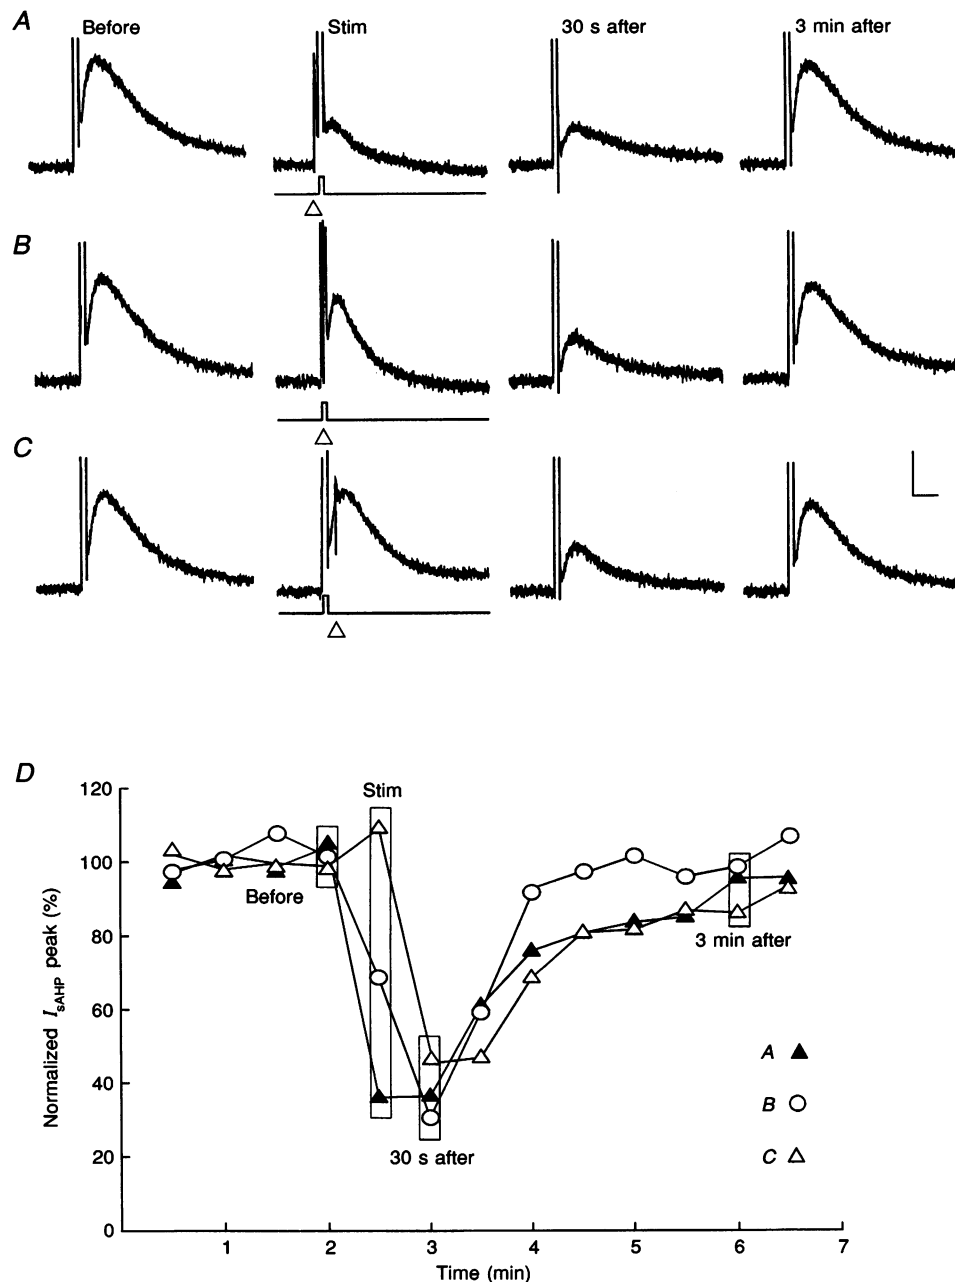 A
Before
Stim
30 s after
3 min after
B
C
D
Stim
Before
30 s after
3 min after
Normalized IsAHP peak (%)
120
100
80
60
40
20
0
1
2
3
4
5
6
7
Time (min)
A
B
C